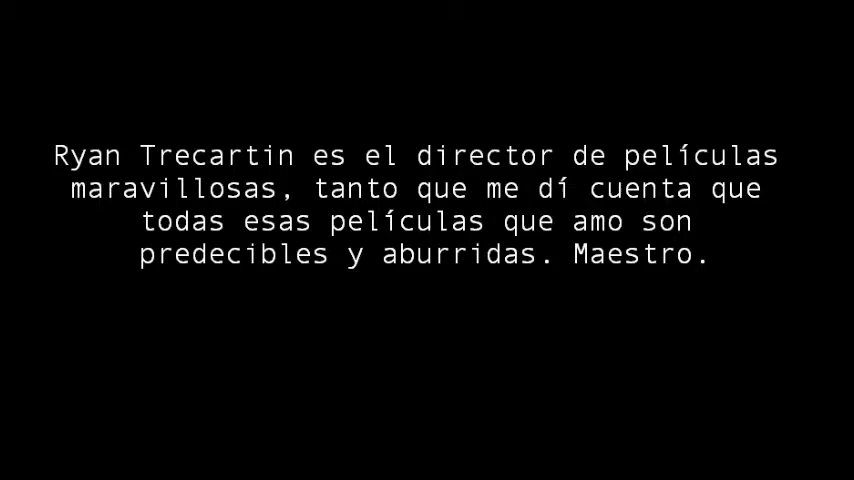 Ryan Trecartin es el director de películas
maravillosas, tanto que me dí cuenta que
todas esas películas que amo son
predecibles y aburridas. Maestro.